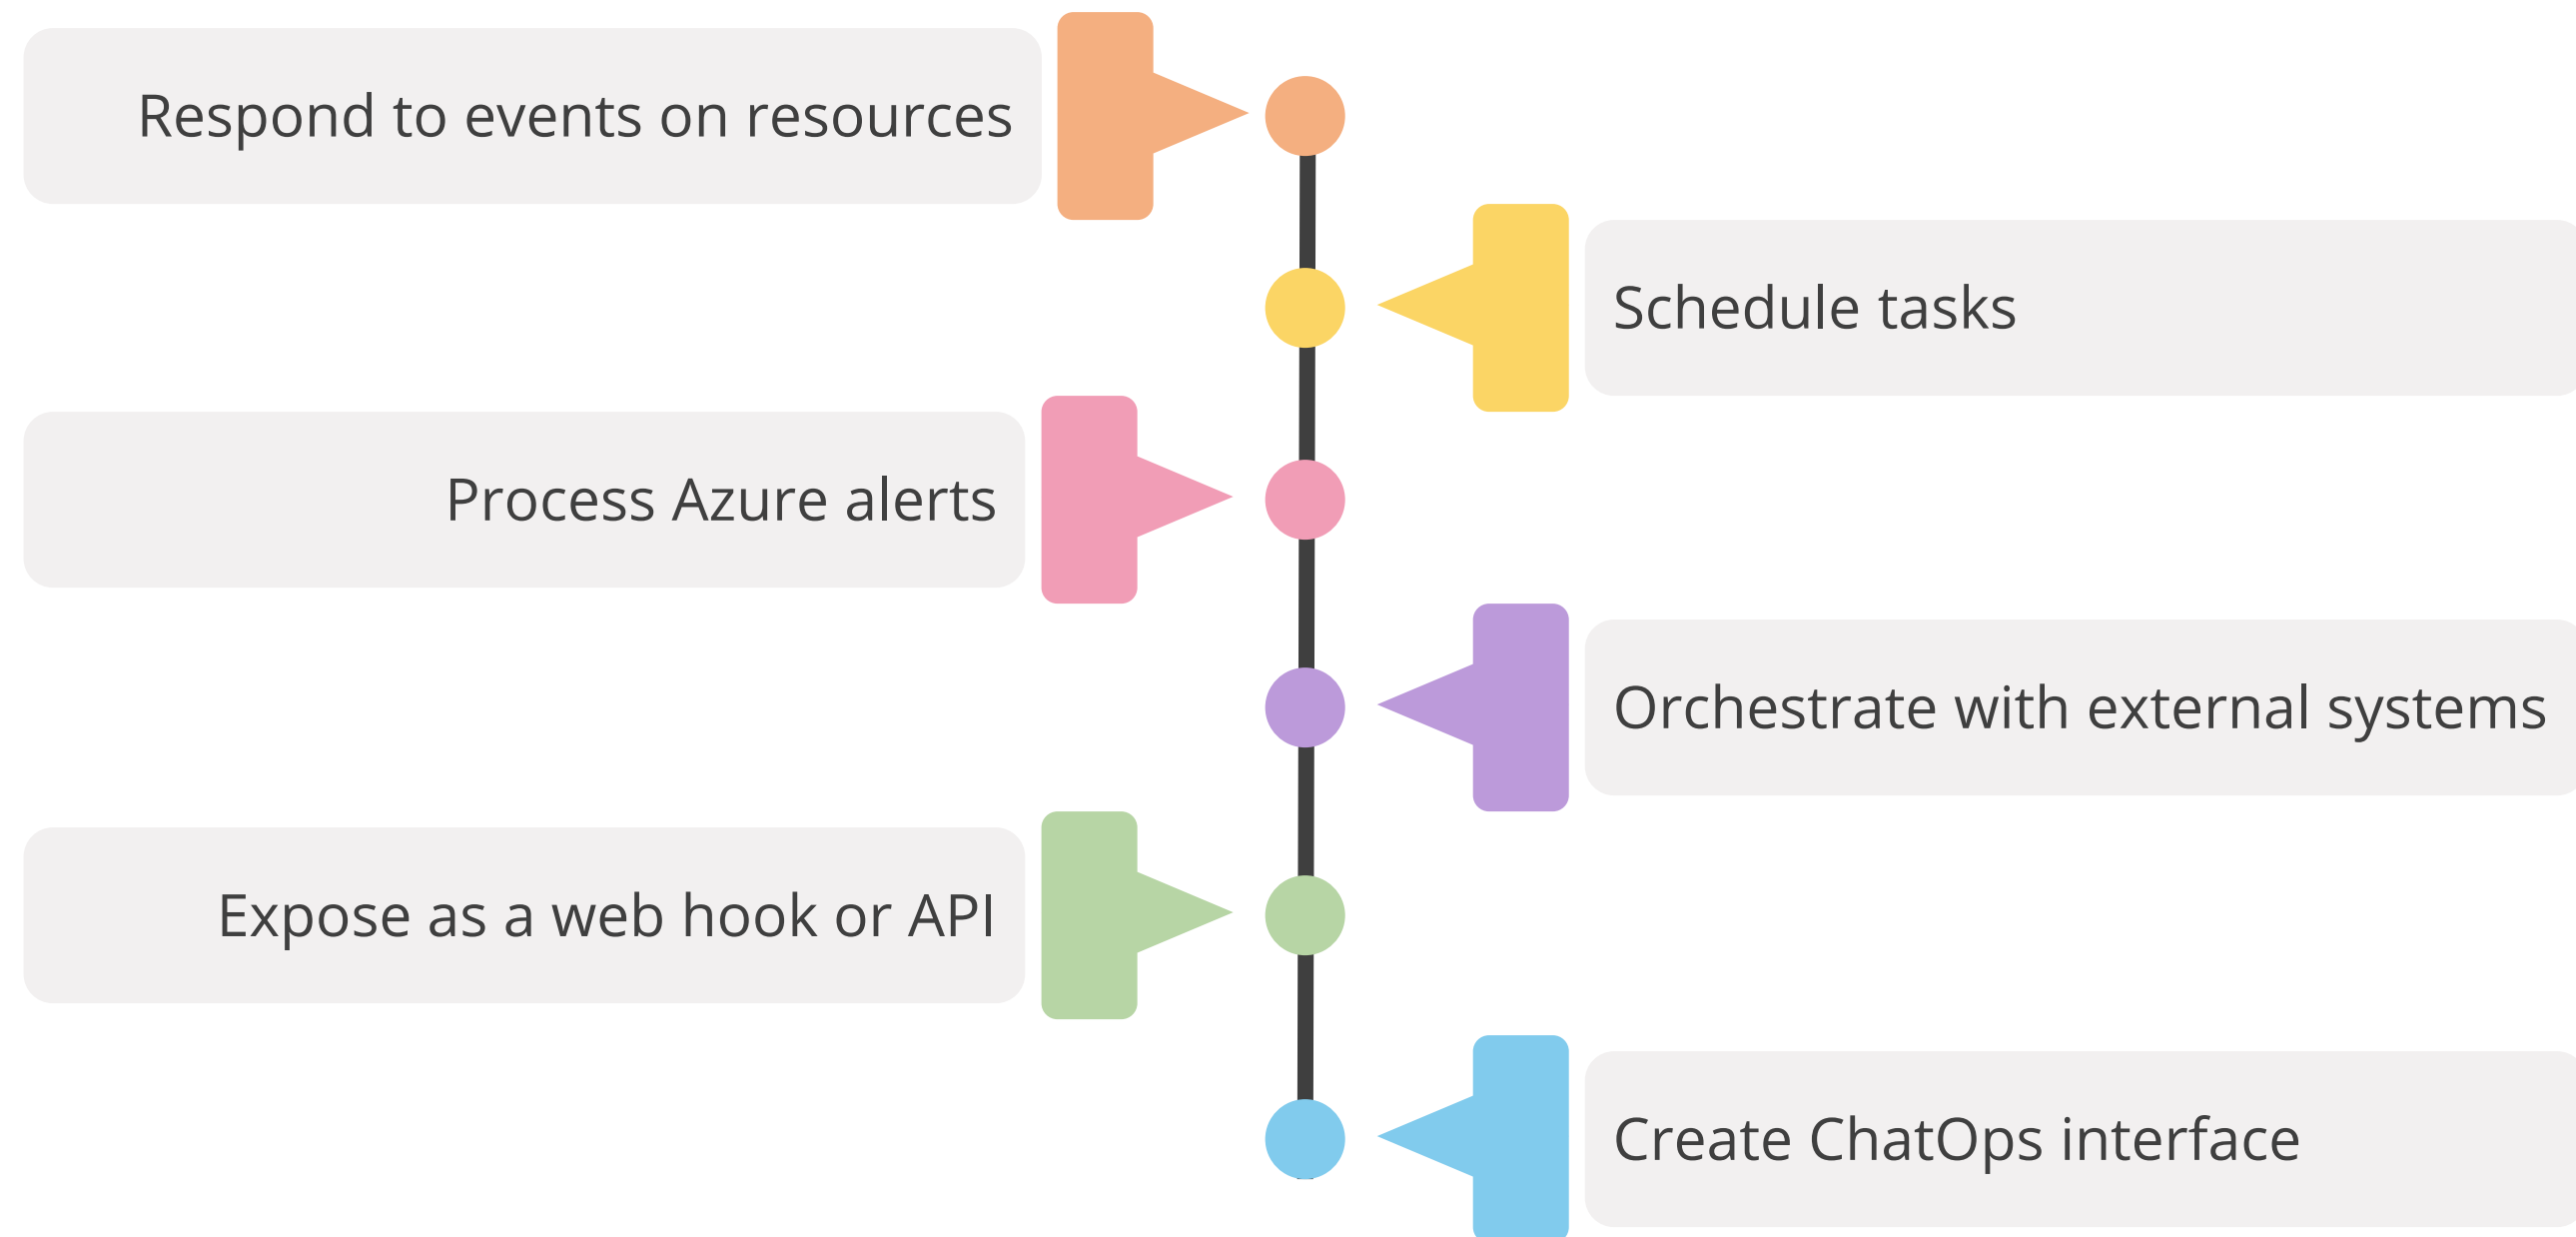 Respond to events on resources
Schedule tasks
Process Azure alerts
Orchestrate with external systems
Expose as a web hook or API
Create ChatOps interface